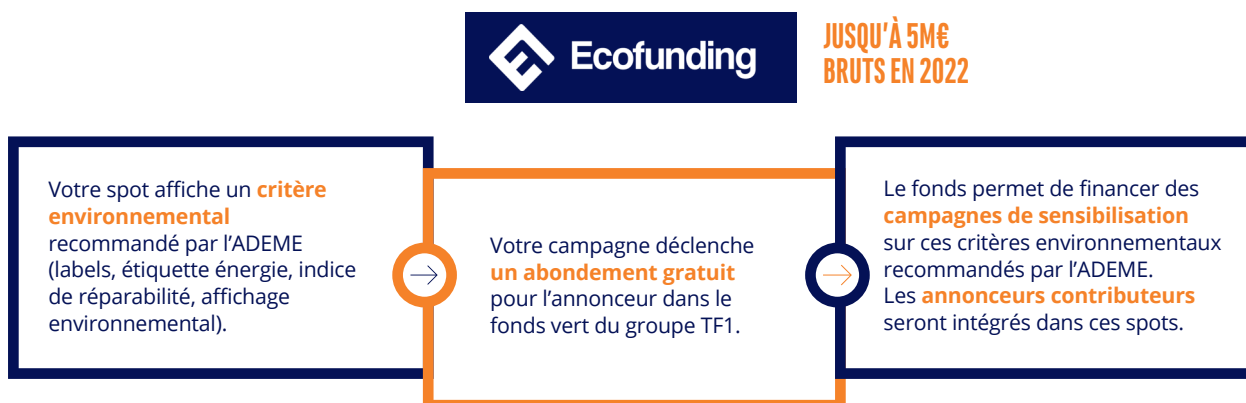 Ecofunding
JUSQU'À 5M€
BRUTS EN 2022
Votre spot affiche un critère
environnemental
recommandé par l'ADEME
(labels, étiquette énergie, indice
de réparabilité, affichage
environnemental).
Votre campagne déclenche
un abondement gratuit
pour l'annonceur dans le
fonds vert du groupe TF1.
Le fonds permet de financer des
campagnes de sensibilisation
sur ces critères environnementaux
recommandés par l'ADEME.
Les annonceurs contributeurs
seront intégrés dans ces spots.